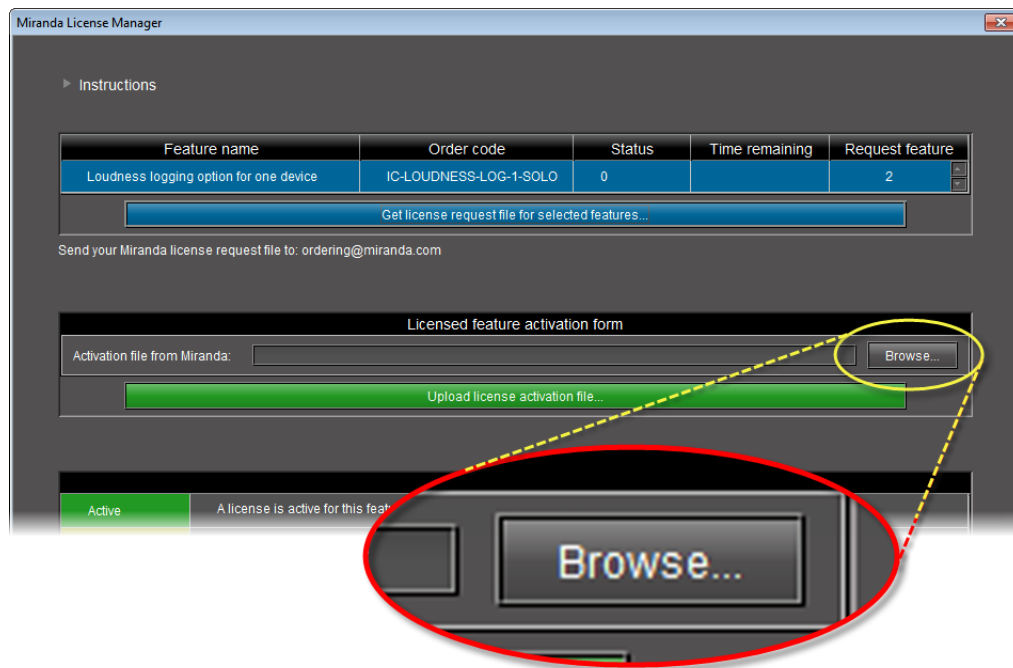 Miranda License Manager
Instructions
Feature name Order code Status Time remaining Request feature
Loudness logging option for one device IC-LOUDNESS-LOG-1-SOLO 0 2
Get license request file for selected features...
Send your Miranda license request file to: ordering@miranda.com
Licensed feature activation form
Activation file from Miranda: Browse...
Upload license activation file...
Active A license is active for this
Browse...